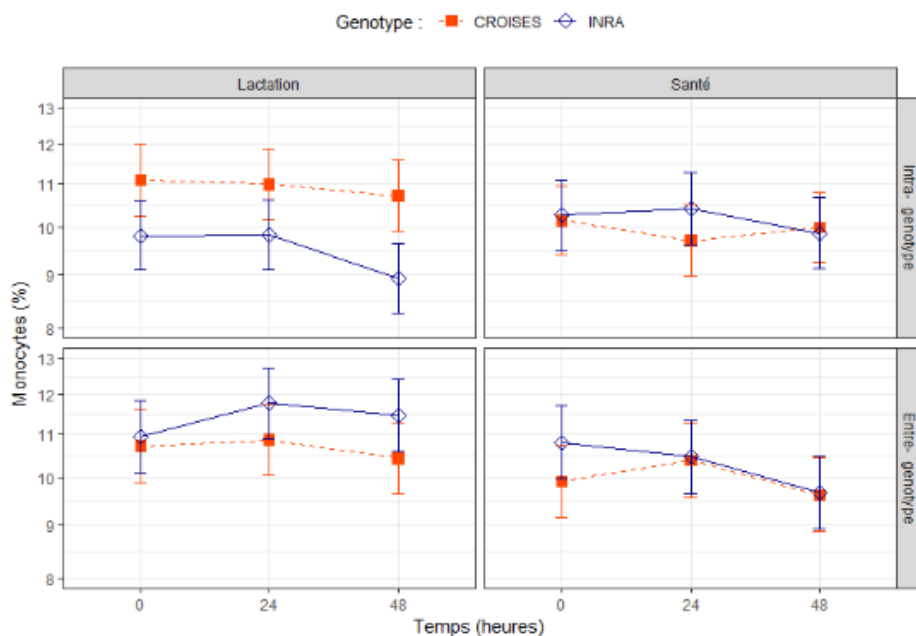 Genotype : CROISES INRA
Lactation Santé
13
12
11
10
9
8
Intra- genotype
13
12
11
10
9
8
Entre- genotype
Monocytes (%)
0 24 48 0 24 48
Temps (heures)